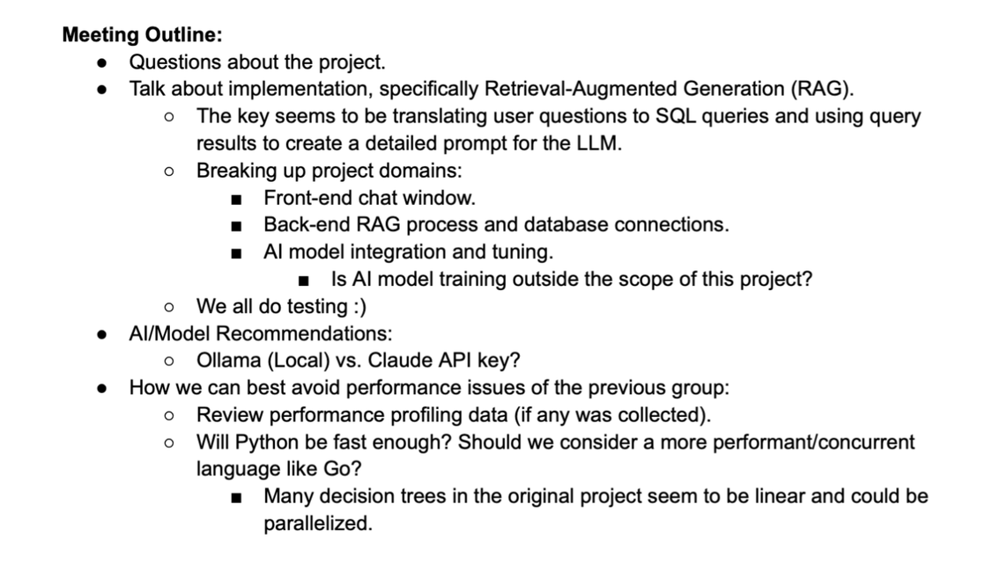 Meeting Outline:
● Questions about the project.
● Talk about implementation, specifically Retrieval-Augmented Generation (RAG).
○ The key seems to be translating user questions to SQL queries and using query
results to create a detailed prompt for the LLM.
○ Breaking up project domains:
■ Front-end chat window.
■ Back-end RAG process and database connections.
■ AI model integration and tuning.
■ Is AI model training outside the scope of this project?
○ We all do testing :)
● AI/Model Recommendations:
○ Ollama (Local) vs. Claude API key?
● How we can best avoid performance issues of the previous group:
○ Review performance profiling data (if any was collected).
○ Will Python be fast enough? Should we consider a more performant/concurrent
language like Go?
■ Many decision trees in the original project seem to be linear and could be
parallelized.